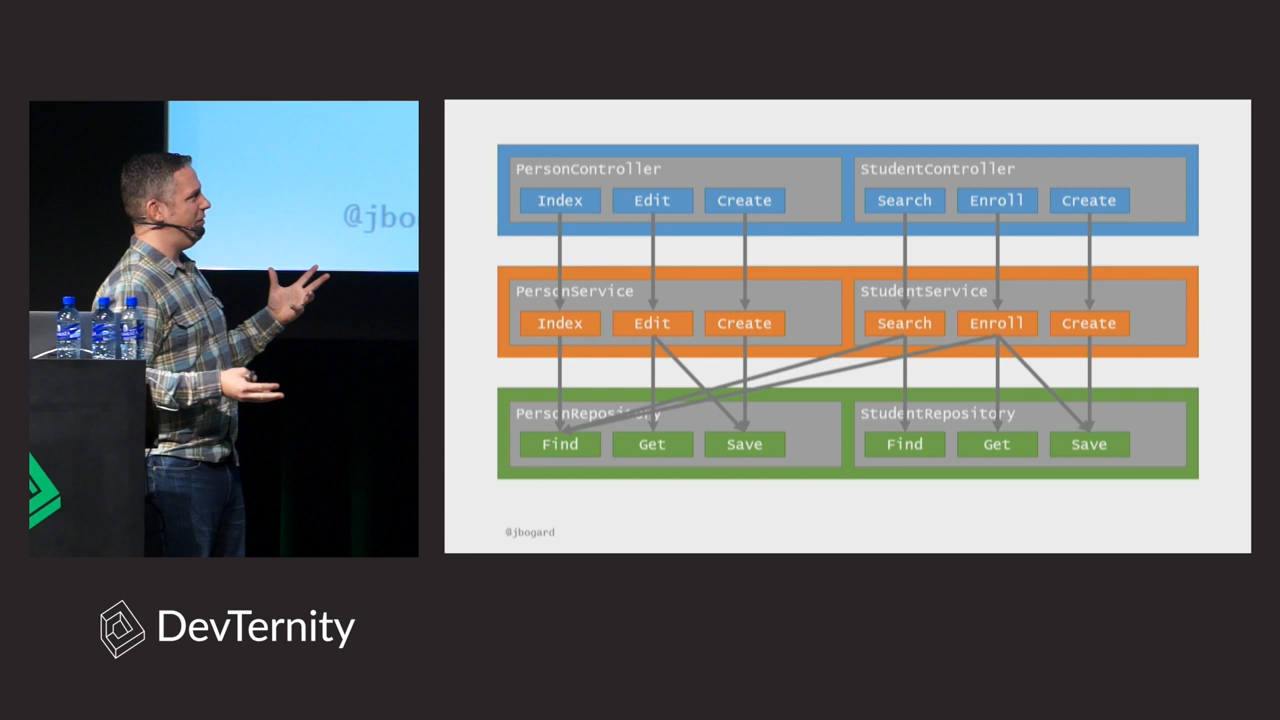 @jbo
PersonController
StudentController
Index
Edit
Create
Search
Enroll
Create
PersonService
StudentService
Index
Edit
Create
Search
Enroll
Create
PersonRepository
StudentRepository
Find
Get
Save
Find
Get
Save
@jbogard
DevTernity